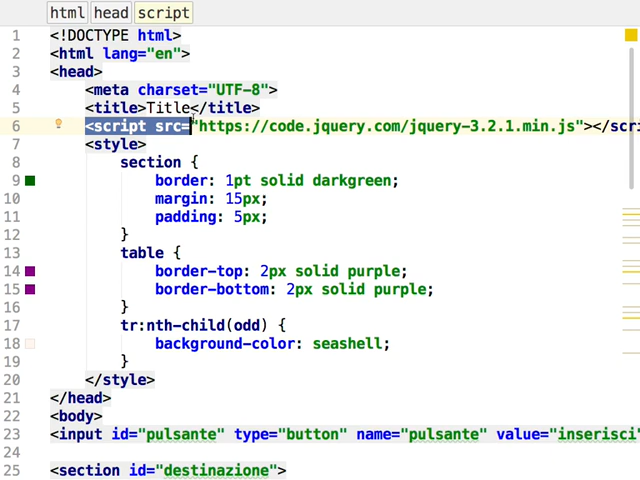 html head script
1 <!DOCTYPE html>
2 <html lang="en">
3 <head>
4 <meta charset="UTF-8">
5 <title>Title</title>
6 <script src="https://code.jquery.com/jquery-3.2.1.min.js"></scri
7 <style>
8 section {
9 border: 1pt solid darkgreen;
10 margin: 15px;
11 padding: 5px;
12 }
13 table {
14 border-top: 2px solid purple;
15 border-bottom: 2px solid purple;
16 }
17 tr:nth-child(odd) {
18 background-color: seashell;
19 }
20 </style>
21 </head>
22 <body>
23 <input id="pulsante" type="button" name="pulsante" value="inserisci"
24
25 <section id="destinazione">